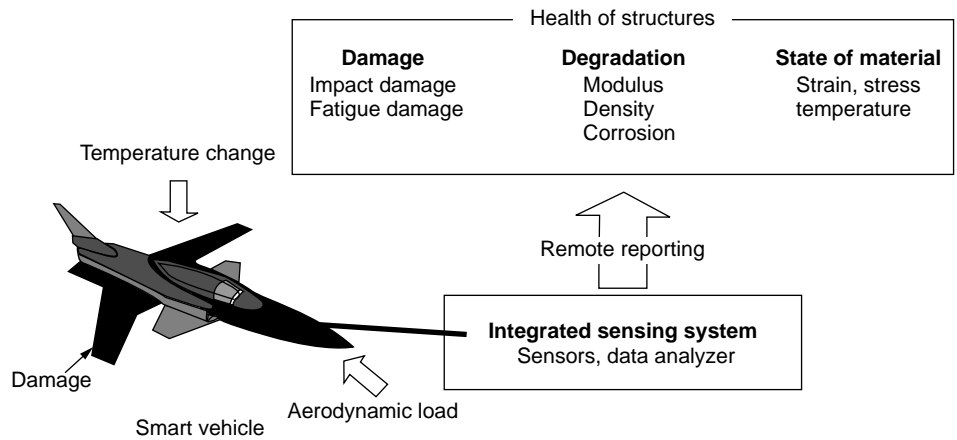 Health of structures
Damage
Impact damage
Fatigue damage
Degradation
Modulus
Density
Corrosion
State of material
Strain, stress
temperature
Temperature change
Remote reporting
Integrated sensing system
Sensors, data analyzer
Damage
Aerodynamic load
Smart vehicle